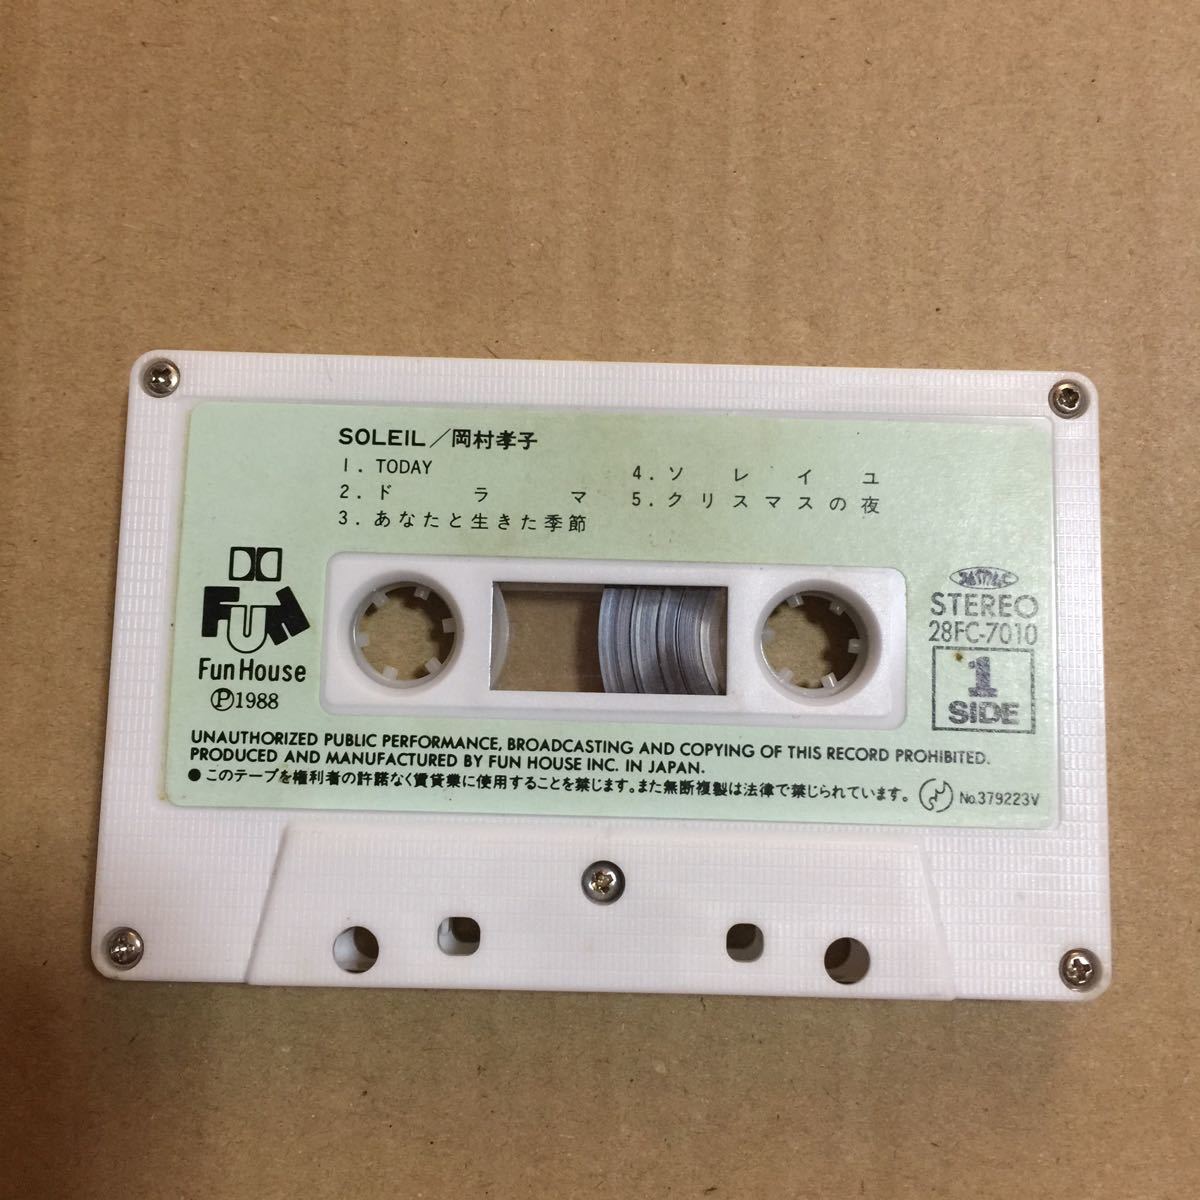 SOLEIL／岡村孝子
1. TODAY
2. ドラマ
3. あなたと生きた季節
4. ソレイユ
5. クリスマスの夜
FUN
Fun House
Ⓟ1988
STEREO
28FC-7010
1
SIDE
UNAUTHORIZED PUBLIC PERFORMANCE, BROADCASTING AND COPYING OF THIS RECORD PROHIBITED.
PRODUCED AND MANUFACTURED BY FUN HOUSE INC. IN JAPAN.
●このテープを権利者の許諾なく賃貸業に使用することを禁じます。また無断複製は法律で禁じられています。
No.379223V